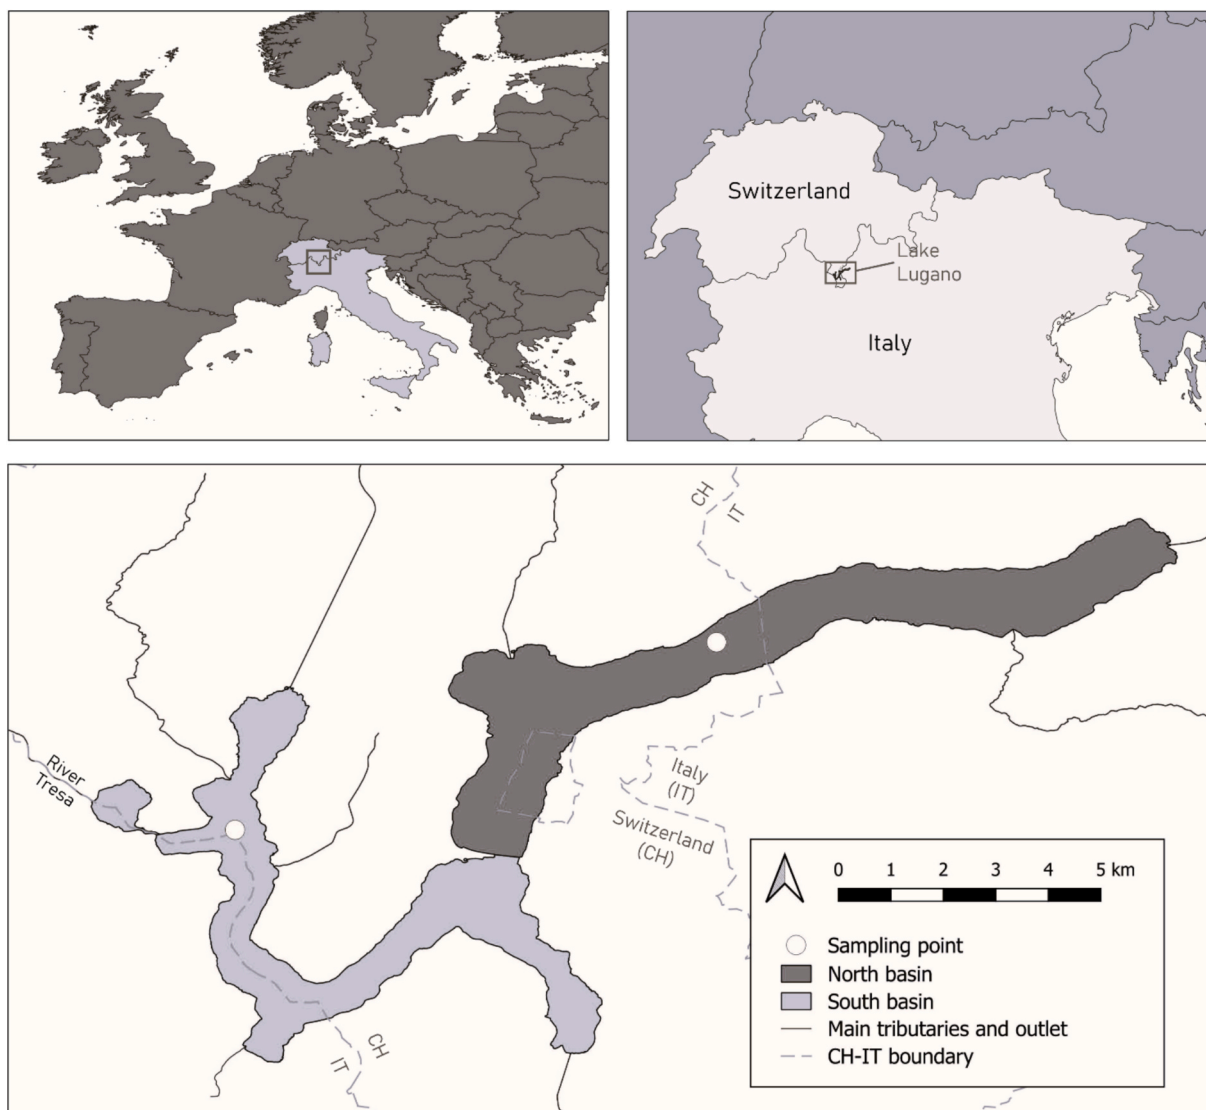 Switzerland
Lake
Lugano
Italy
CH
IT
River
Tresa
Italy
(IT)
Switzerland
(CH)
CH
IT
0 1 2 3 4 5 km
Sampling point
North basin
South basin
Main tributaries and outlet
CH-IT boundary